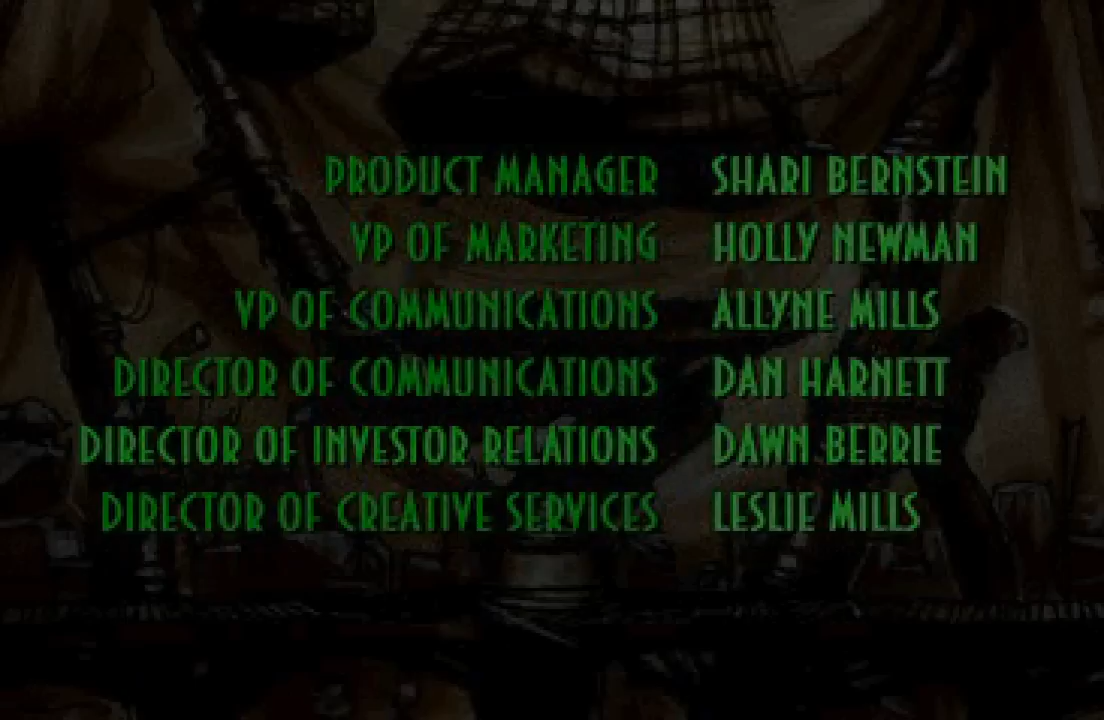 PRODUCT MANAGER SHARI BERNSTEIN
VP OF MARKETING HOLLY NEWMAN
VP OF COMMUNICATIONS ALLYNE MILLS
DIRECTOR OF COMMUNICATIONS DAN HARNETT
DIRECTOR OF INVESTOR RELATIONS DAWN BERRIE
DIRECTOR OF CREATIVE SERVICES LESLIE MILLS